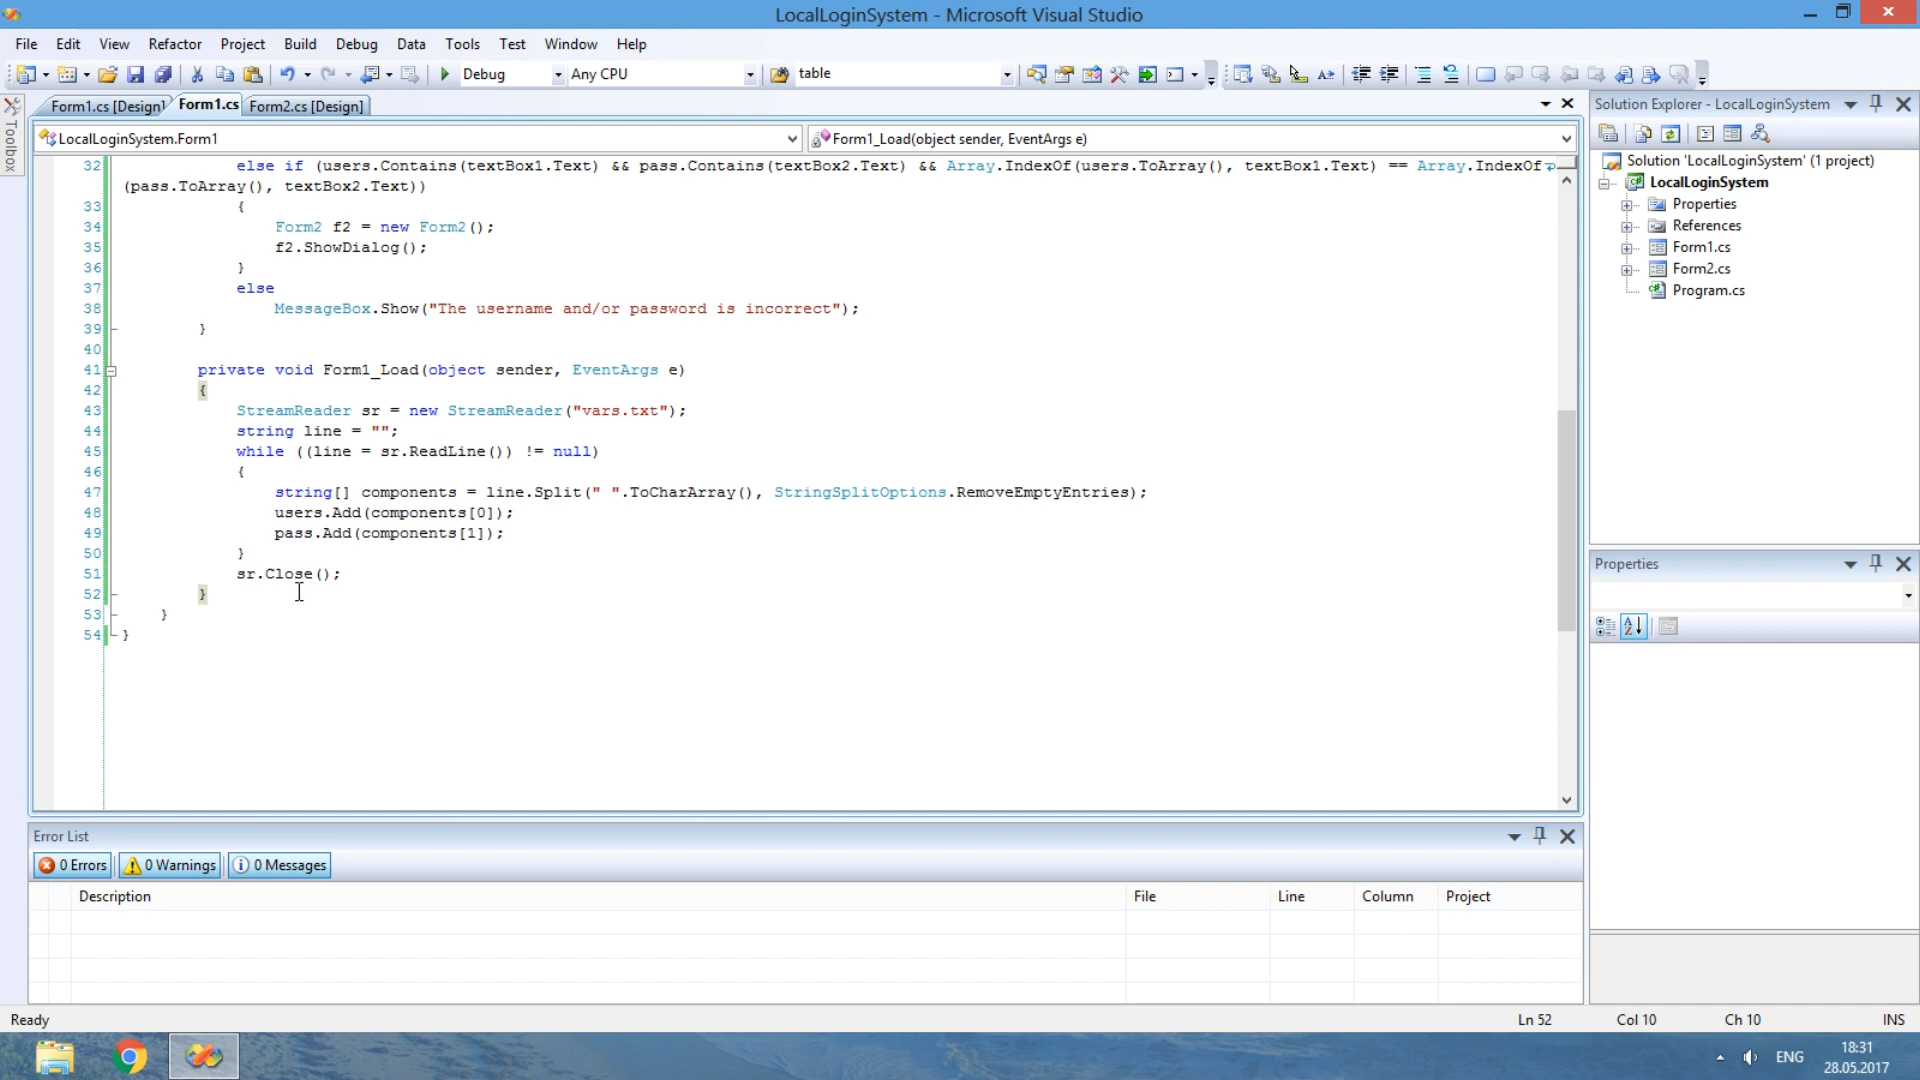 LocalLoginSystem - Microsoft Visual Studio
File Edit View Refactor Project Build Debug Data Tools Test Window Help
Debug Any CPU table
Toolbox
Form1.cs [Design] Form1.cs Form2.cs [Design]
LocalLoginSystem.Form1 Form1_Load(object sender, EventArgs e)
32 else if (users.Contains(textBox1.Text) && pass.Contains(textBox2.Text) && Array.IndexOf(users.ToArray(), textBox1.Text) == Array.IndexOf
(pass.ToArray(), textBox2.Text))
33 {
34 Form2 f2 = new Form2();
35 f2.ShowDialog();
36 }
37 else
38 MessageBox.Show("The username and/or password is incorrect");
39 }
40
41 private void Form1_Load(object sender, EventArgs e)
42 {
43 StreamReader sr = new StreamReader("vars.txt");
44 string line = "";
45 while ((line = sr.ReadLine()) != null)
46 {
47 string[] components = line.Split(" ".ToCharArray(), StringSplitOptions.RemoveEmptyEntries);
48 users.Add(components[0]);
49 pass.Add(components[1]);
50 }
51 sr.Close();
52 }
53 }
54 }
Solution Explorer - LocalLoginSystem
Solution 'LocalLoginSystem' (1 project)
LocalLoginSystem
Properties
References
Form1.cs
Form2.cs
Program.cs
Properties
Error List
0 Errors 0 Warnings 0 Messages
Description File Line Column Project
Ready Ln 52 Col 10 Ch 10 INS
ENG 18:31
28.05.2017